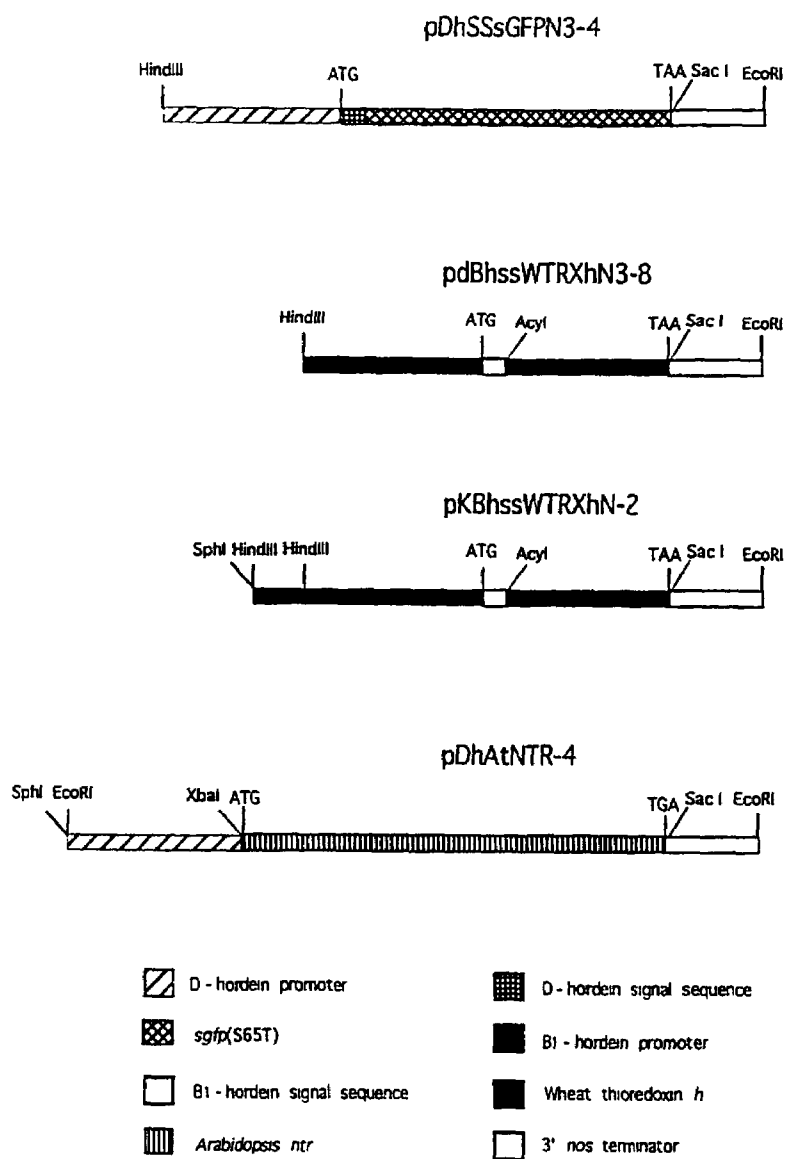 pDhSSsGFPN3-4
HindIII ATG TAA Sac I EcoRI
pdBhssWTRXhN3-8
HindIII ATG AcyI TAA Sac I EcoRI
pKBhssWTRXhN-2
SphI HindIII HindIII ATG AcyI TAA Sac I EcoRI
pDhAtNTR-4
SphI EcoRI XbaI ATG TGA Sac I EcoRI
D - hordein promoter
D - hordein signal sequence
sgfp(S65T)
B1 - hordein promoter
B1 - hordein signal sequence
Wheat thioredoxin h
Arabidopsis ntr
3' nos terminator